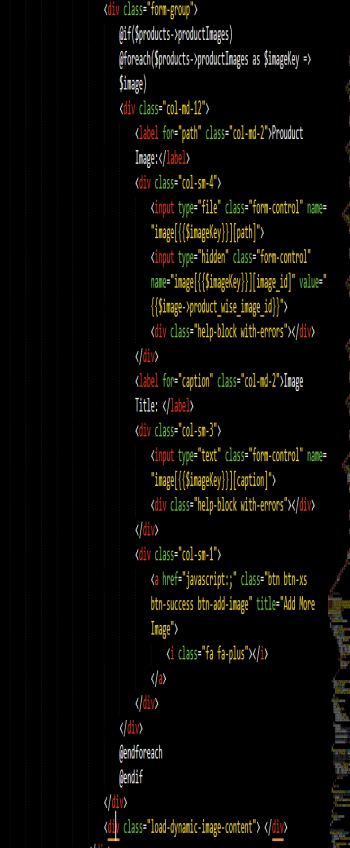 <div class="form-group">
@if($products->productImages)
@foreach($products->productImages as $imageKey =>
$image)
<div class="col-md-12">
<label for="path" class="col-md-2">Prouduct
Image:</label>
<div class="col-sm-4">
<input type="file" class="form-control" name=
"image[{{$imageKey}}][path]">
<input type="hidden" class="form-control"
name="image[{{$imageKey}}][image_id]" value="
{{$image->product_wise_image_id}}">
<div class="help-block with-errors"></div>
</div>
<label for="caption" class="col-md-2">Image
Title: </label>
<div class="col-sm-3">
<input type="text" class="form-control" name=
"image[{{$imageKey}}][caption]">
<div class="help-block with-errors"></div>
</div>
<div class="col-sm-1">
<a href="javascript:;" class="btn btn-xs
btn-success btn-add-image" title="Add More
Image">
<i class="fa fa-plus"></i>
</a>
</div>
</div>
@endforeach
@endif
</div>
<div class="load-dynamic-image-content"> </div>